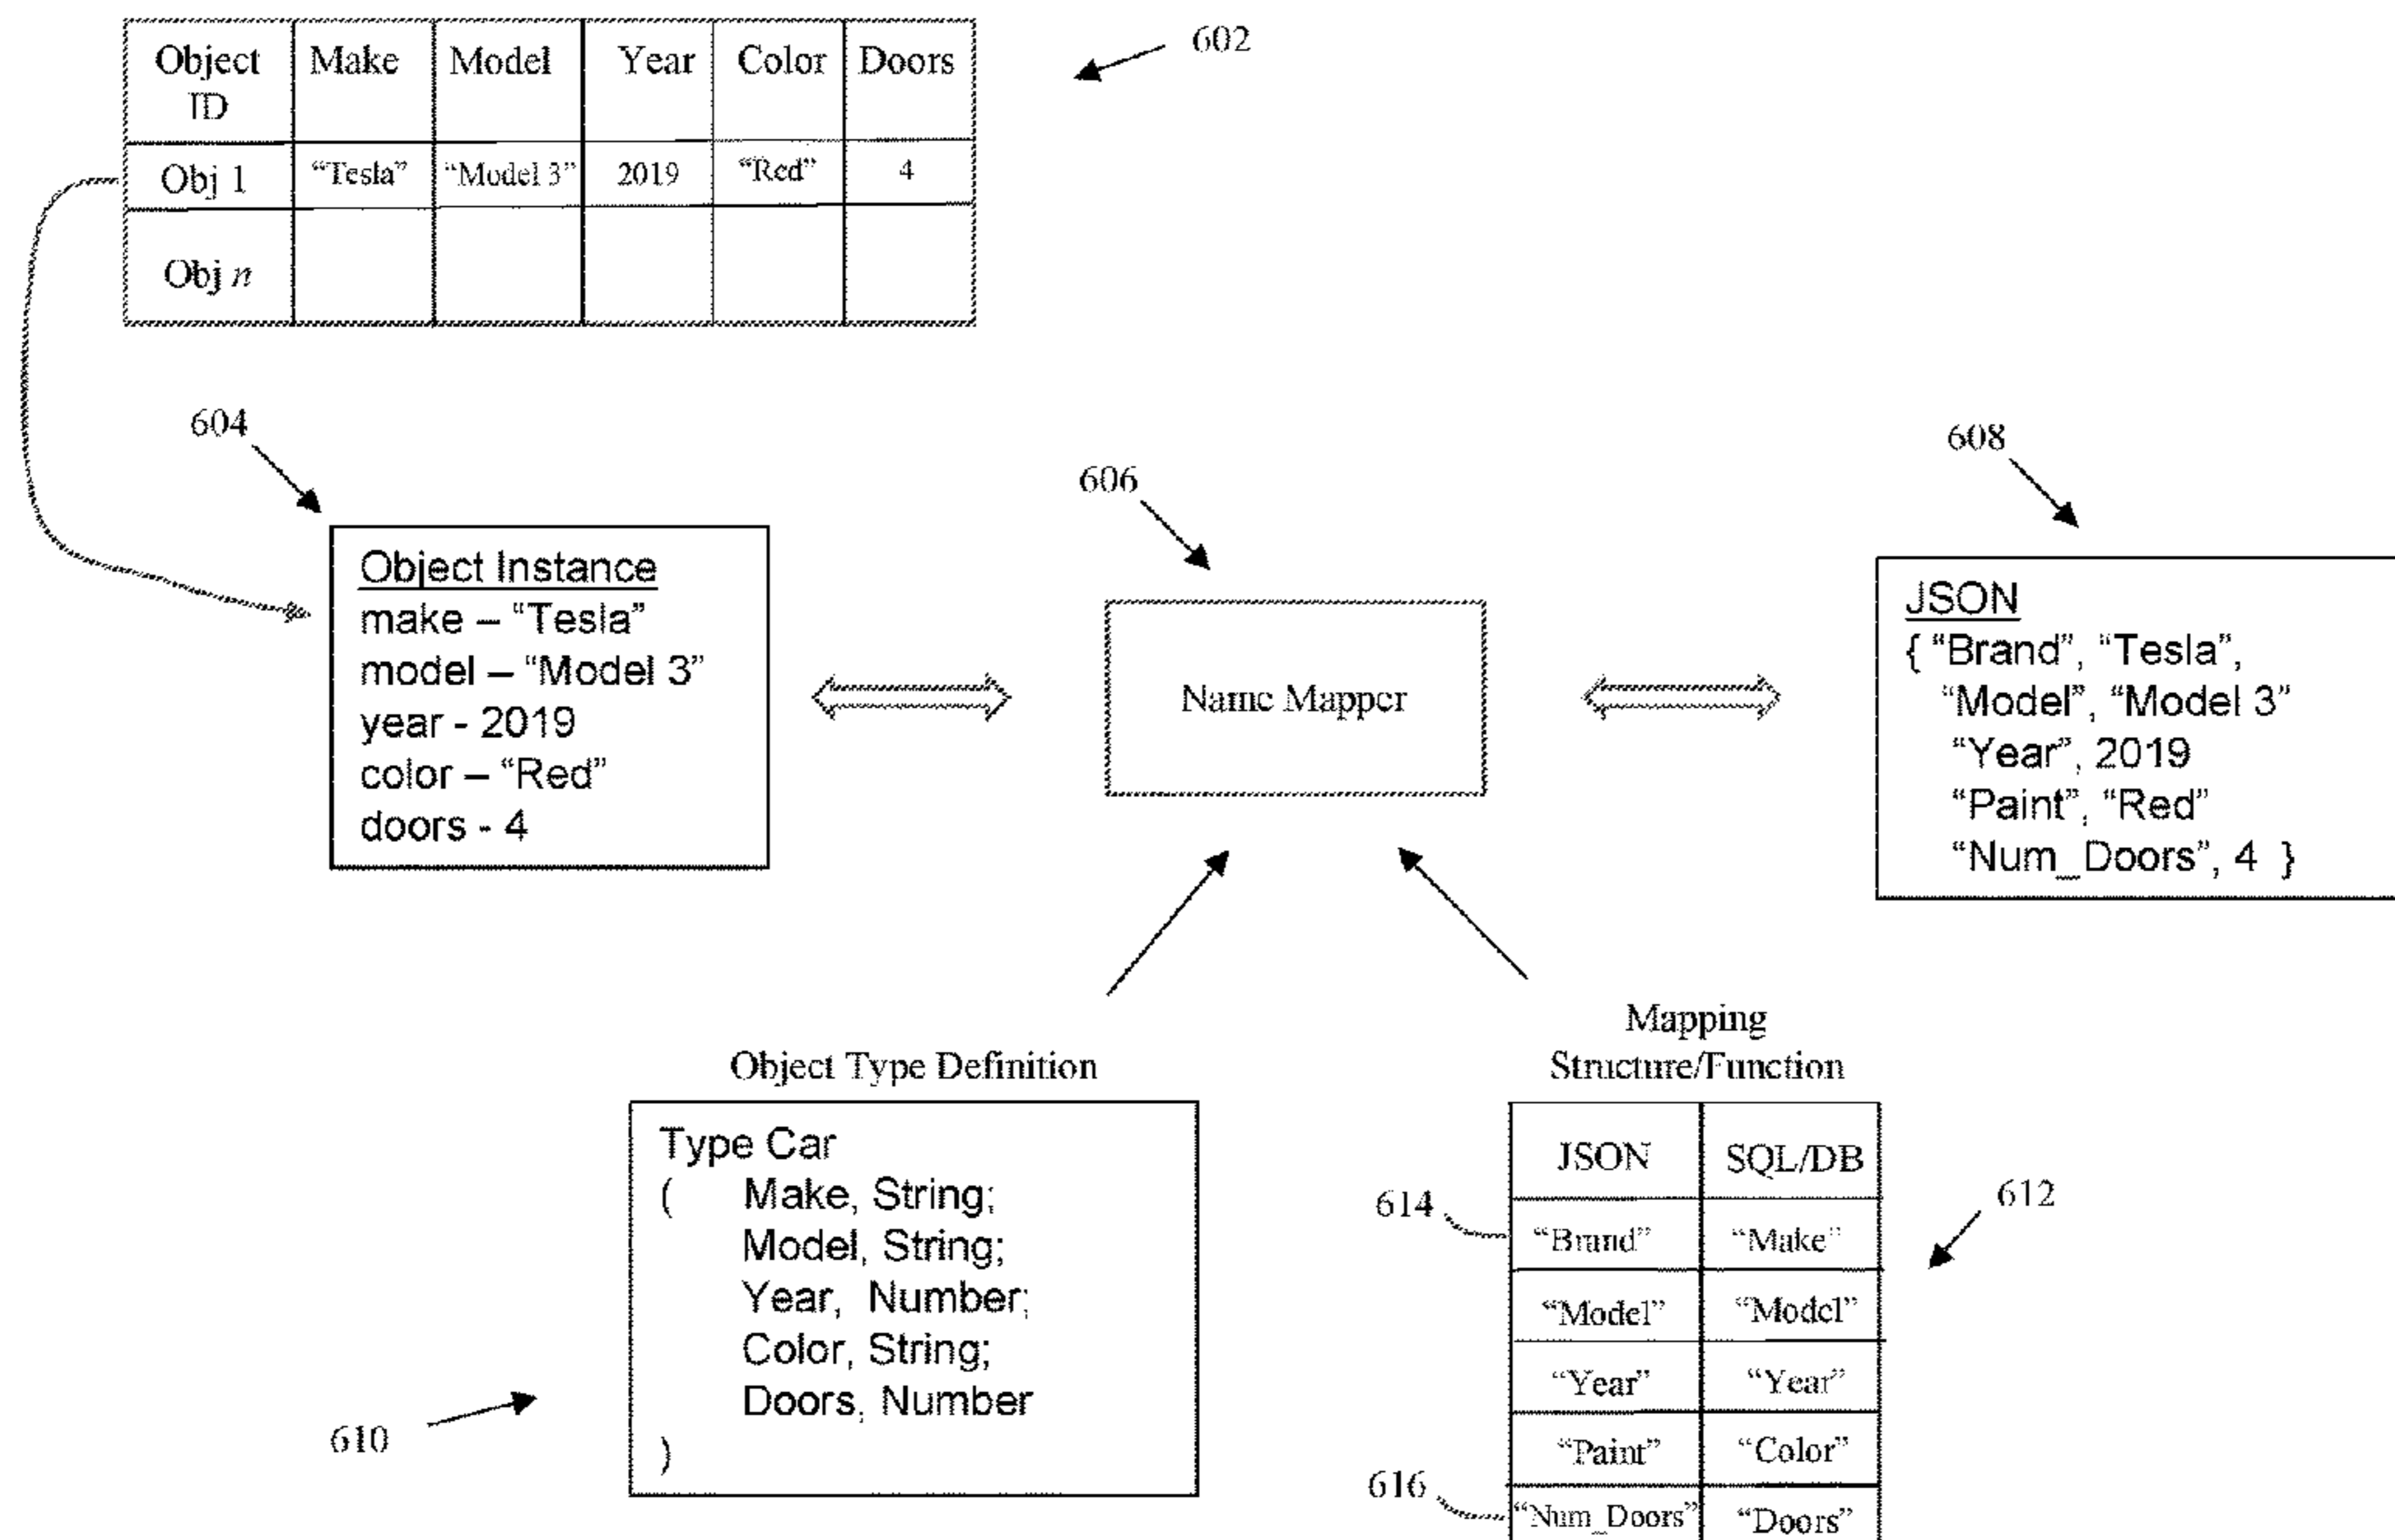 Object ID Make Model Year Color Doors
Obj 1 “Tesla” “Model 3” 2019 “Red” 4
Obj n
602
604
Object Instance
make – “Tesla”
model – “Model 3”
year - 2019
color – “Red”
doors - 4
606
Name Mapper
608
JSON
{ “Brand”, “Tesla”,
“Model”, “Model 3”
“Year”, 2019
“Paint”, “Red”
“Num_Doors”, 4 }
Object Type Definition
Type Car
( Make, String;
Model, String;
Year, Number;
Color, String;
Doors, Number
)
610
Mapping
Structure/Function
JSON SQL/DB
“Brand” “Make”
“Model” “Model”
“Year” “Year”
“Paint” “Color”
“Num_Doors” “Doors”
612
614
616